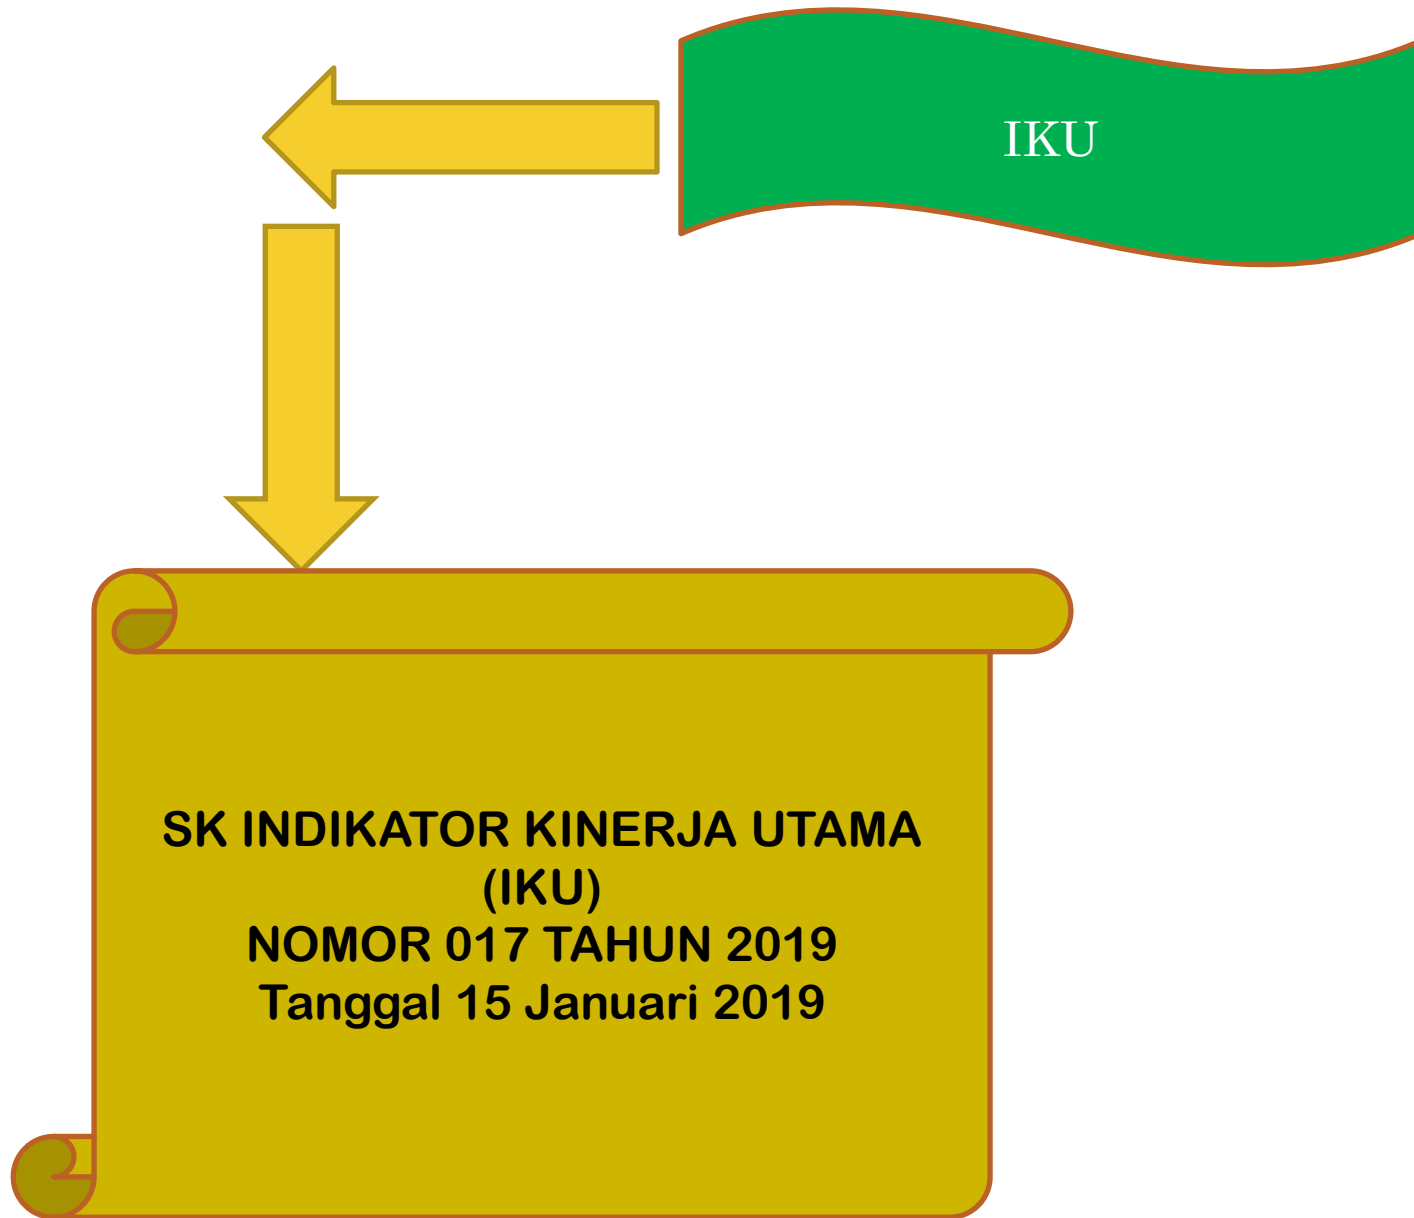 IKU
SK INDIKATOR KINERJA UTAMA
(IKU)
NOMOR 017 TAHUN 2019
Tanggal 15 Januari 2019